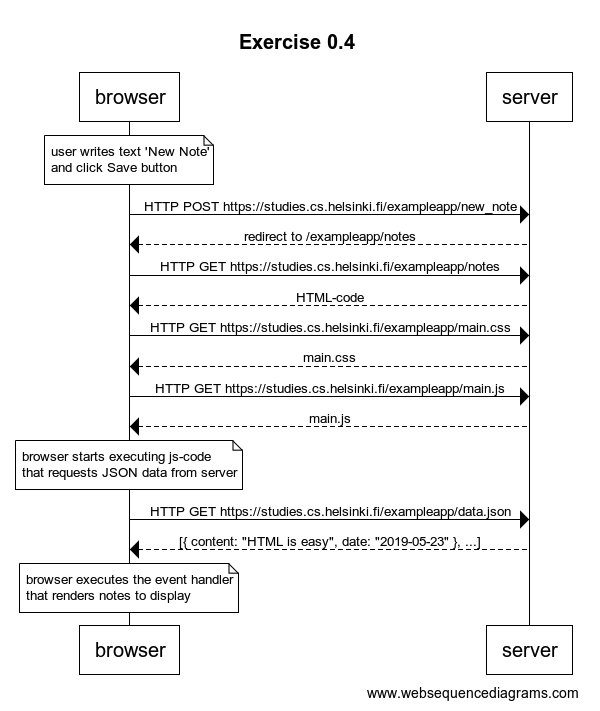 Exercise 0.4
browser
server
user writes text 'New Note'
and click Save button
HTTP POST https://studies.cs.helsinki.fi/exampleapp/new_note
redirect to /exampleapp/notes
HTTP GET https://studies.cs.helsinki.fi/exampleapp/notes
HTML-code
HTTP GET https://studies.cs.helsinki.fi/exampleapp/main.css
main.css
HTTP GET https://studies.cs.helsinki.fi/exampleapp/main.js
main.js
browser starts executing js-code
that requests JSON data from server
HTTP GET https://studies.cs.helsinki.fi/exampleapp/data.json
[{ content: "HTML is easy", date: "2019-05-23" }, ...]
browser executes the event handler
that renders notes to display
browser
server
www.websequencediagrams.com